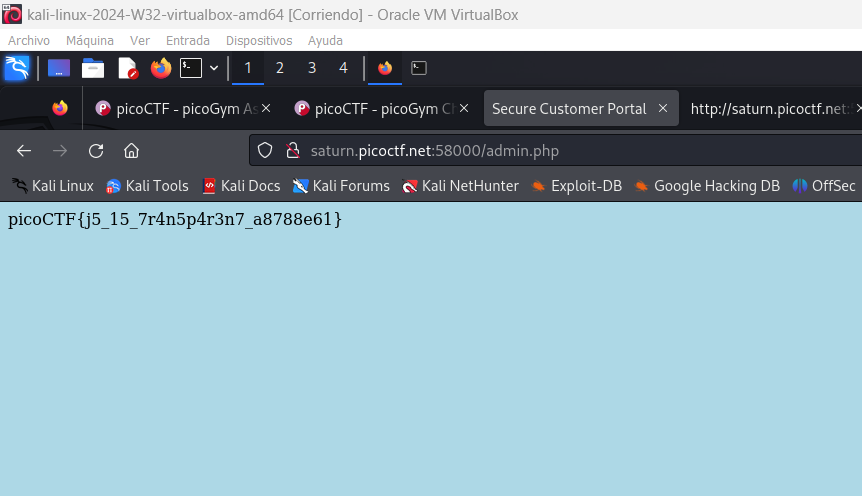 kali-linux-2024-W32-virtualbox-amd64 [Corriendo] - Oracle VM VirtualBox
Archivo Máquina Ver Entrada Dispositivos Ayuda
1 2 3 4
picoCTF - picoGym As picoCTF - picoGym Cl Secure Customer Portal http://saturn.picoctf.net:5
saturn.picoctf.net:58000/admin.php
Kali Linux Kali Tools Kali Docs Kali Forums Kali NetHunter Exploit-DB Google Hacking DB OffSec
picoCTF{j5_15_7r4n5p4r3n7_a8788e61}